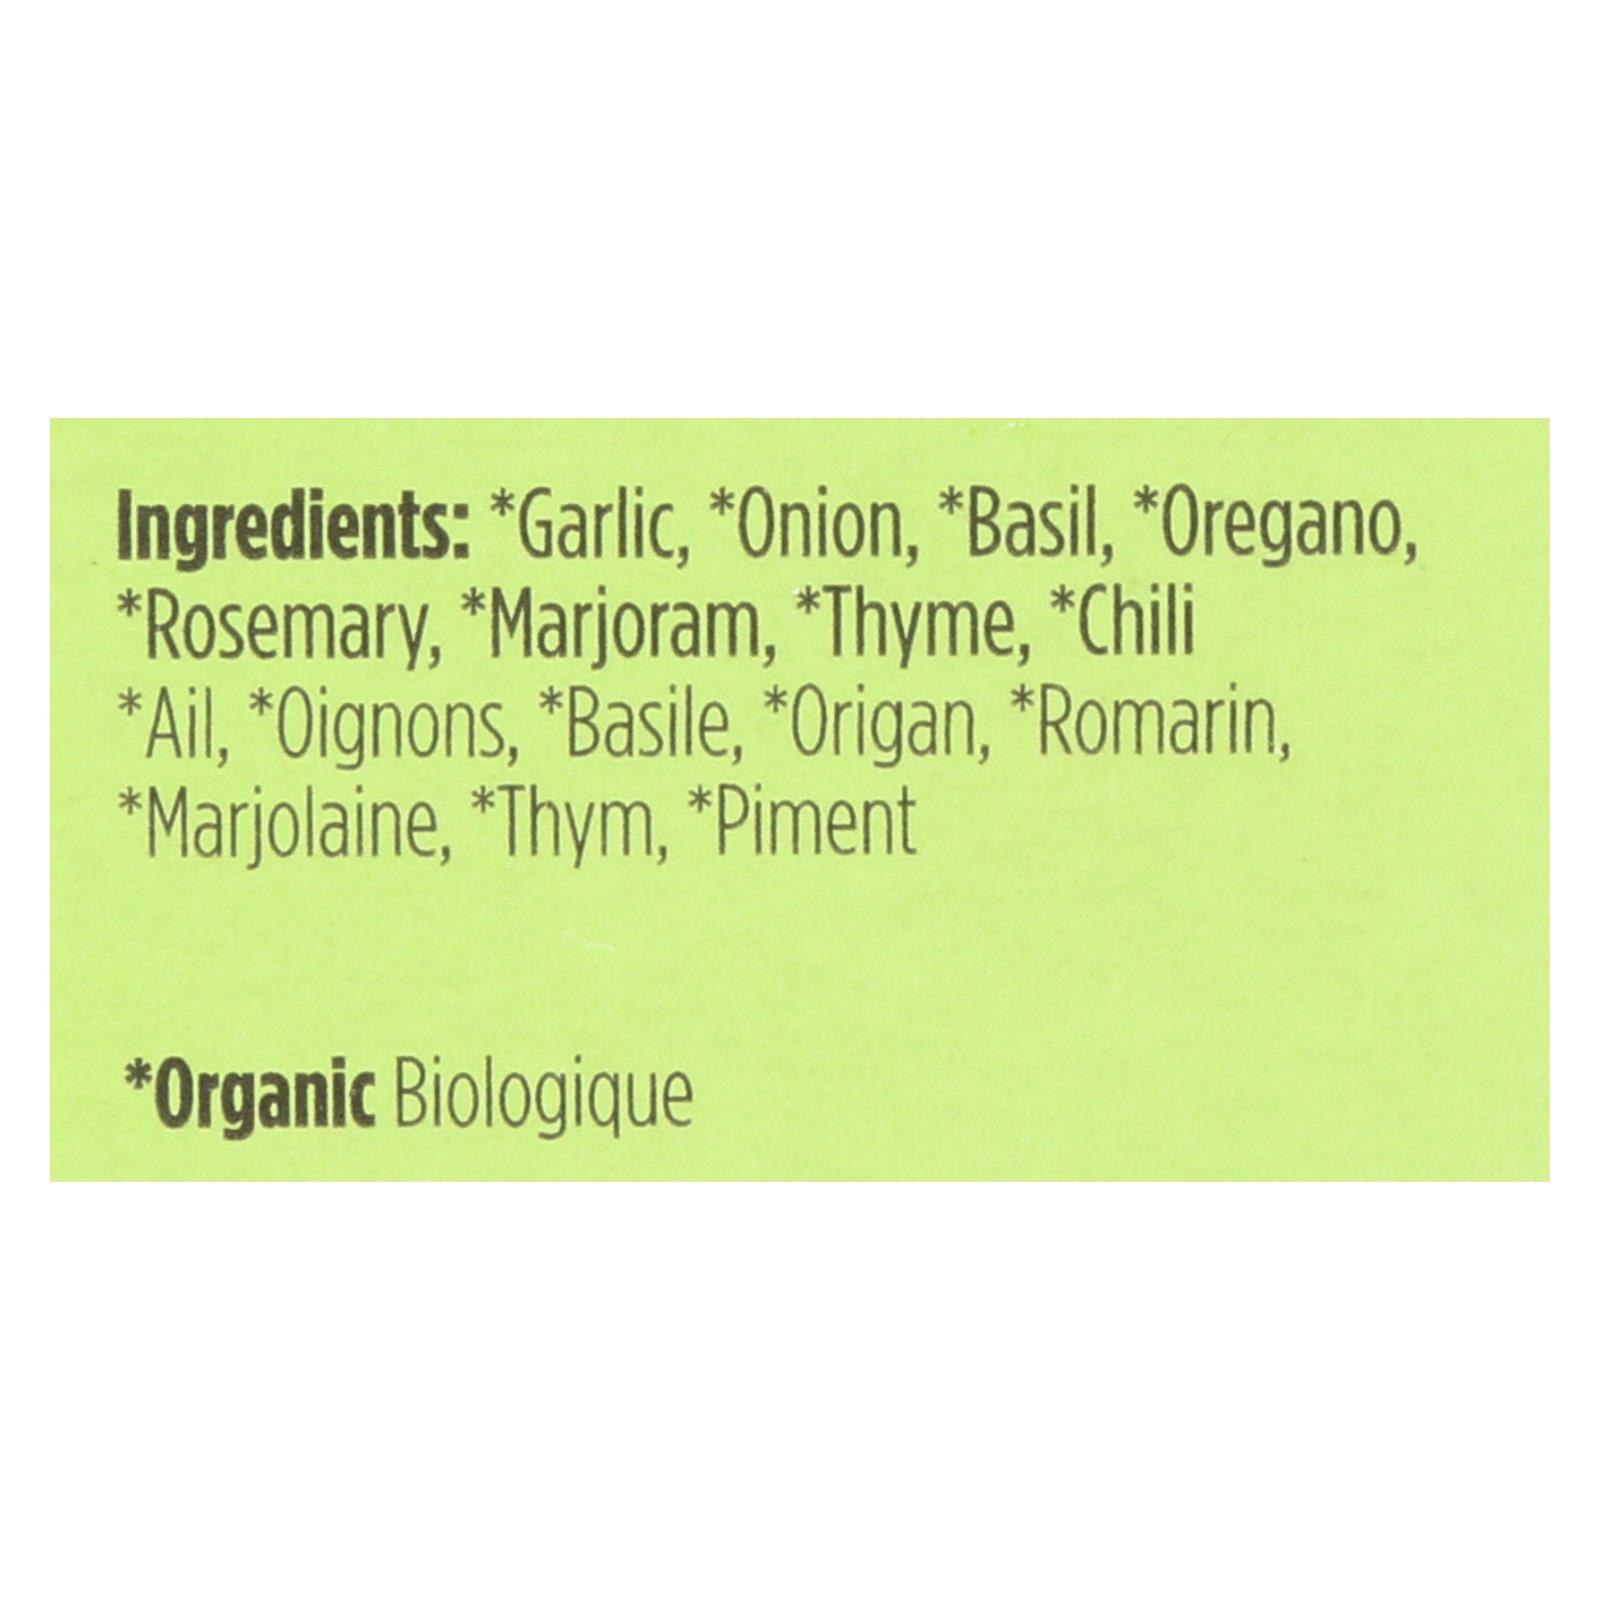 Ingredients: *Garlic, *Onion, *Basil, *Oregano,
*Rosemary, *Marjoram, *Thyme, *Chili
*Ail, *Oignons, *Basile, *Origan, *Romarin,
*Marjolaine, *Thym, *Piment
*Organic Biologique